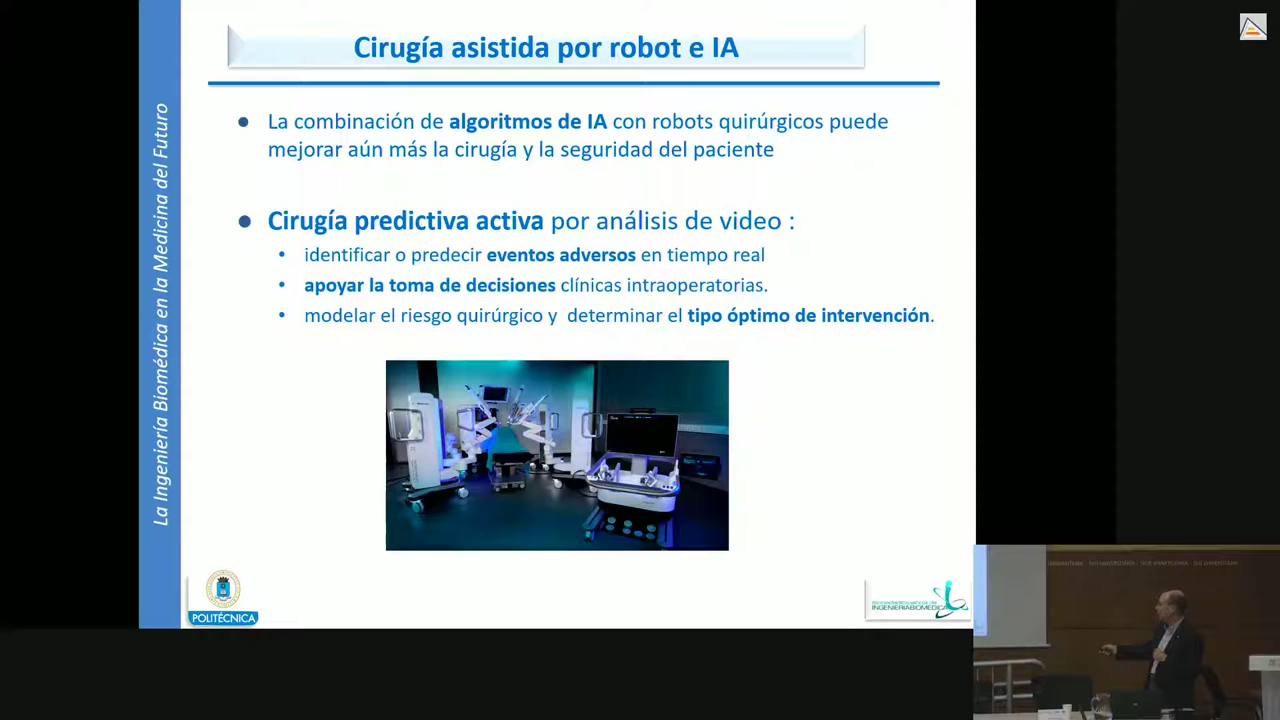 Cirugía asistida por robot e IA
La combinación de algoritmos de IA con robots quirúrgicos puede
mejorar aún más la cirugía y la seguridad del paciente
Cirugía predictiva activa por análisis de video :
identificar o predecir eventos adversos en tiempo real
apoyar la toma de decisiones clínicas intraoperatorias.
modelar el riesgo quirúrgico y determinar el tipo óptimo de intervención.
La Ingeniería Biomédica en la Medicina del Futuro
POLITÉCNICA
INGENIERIABIOMEDICA